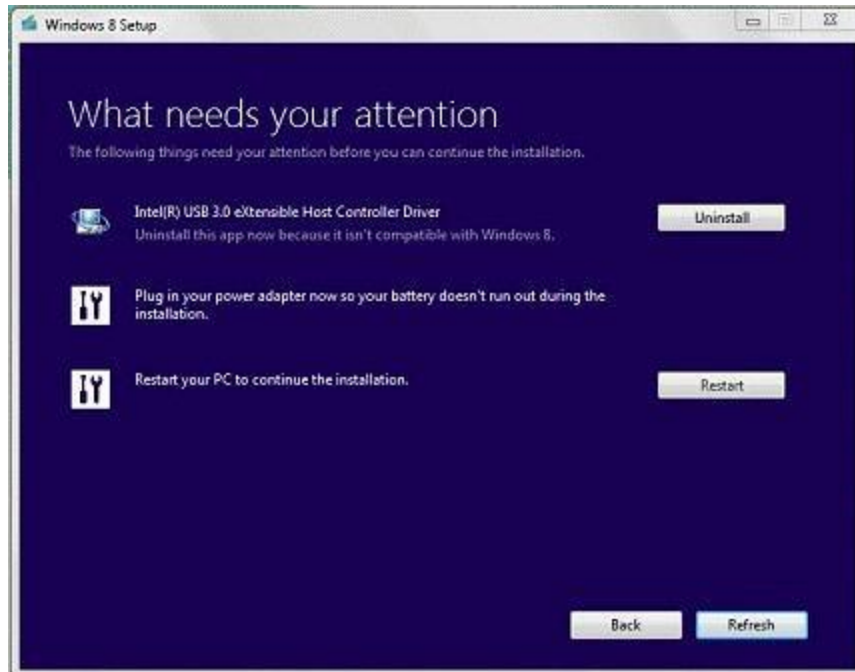 Windows 8 Setup
What needs your attention
The following things need your attention before you can continue the installation.
Intel(R) USB 3.0 eXtensible Host Controller Driver
Uninstall
Uninstall this app now because it isn't compatible with Windows 8.
Plug in your power adapter now so your battery doesn't run out during the
installation.
Restart your PC to continue the installation.
Restart
Back
Refresh